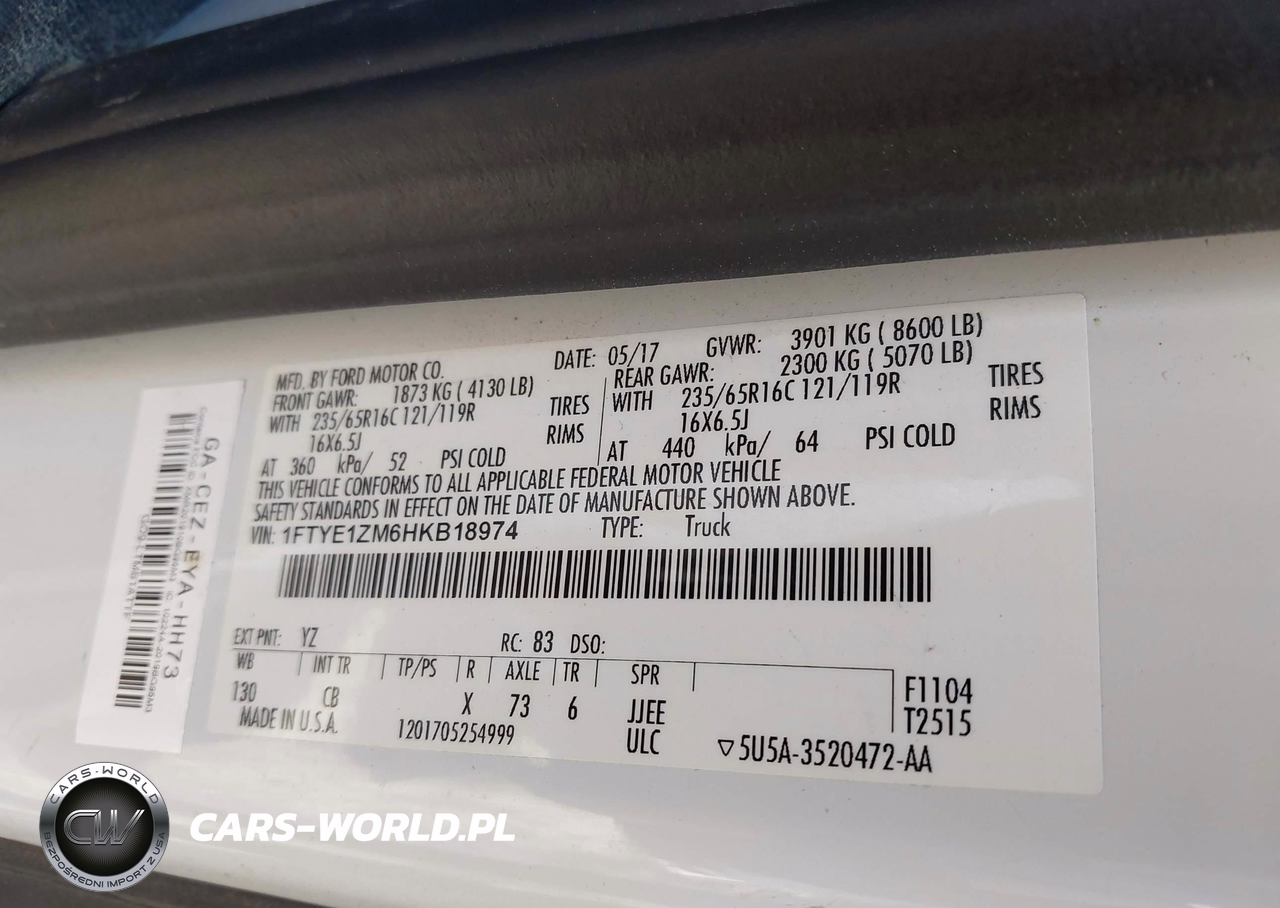 MFD. BY FORD MOTOR CO. DATE: 05/17 GVWR: 3901 KG ( 8600 LB)
FRONT GAWR: 1873 KG ( 4130 LB) REAR GAWR: 2300 KG ( 5070 LB)
WITH 235/65R16C 121/119R TIRES WITH 235/65R16C 121/119R TIRES
16X6.5J RIMS 16X6.5J RIMS
AT 360 kPa/ 52 PSI COLD AT 440 kPa/ 64 PSI COLD
THIS VEHICLE CONFORMS TO ALL APPLICABLE FEDERAL MOTOR VEHICLE
SAFETY STANDARDS IN EFFECT ON THE DATE OF MANUFACTURE SHOWN ABOVE.
VIN: 1FTYE1ZM6HKB18974 TYPE: Truck
EXT PNT: YZ RC: 83 DSO:
WB INT TR TP/PS R AXLE TR SPR
130 CB X 73 6 JJEE F1104
MADE IN U.S.A. 1201705254999 ULC T2515
▽5U5A-3520472-AA
GA-CEZ-EYA-HH73
CARS-WORLD
CW
BEZPOŚREDNI IMPORT Z USA
CARS-WORLD.PL